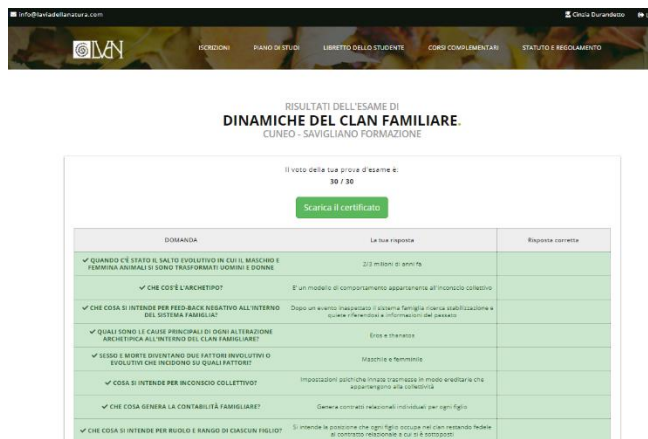 info@laviadellanatura.com
Cinzia Durandetto
LVAN
ISCRIZIONI
PIANO DI STUDI
LIBRETTO DELLO STUDENTE
CORSI COMPLEMENTARI
STATUTO E REGOLAMENTO
RISULTATI DELL'ESAME DI
DINAMICHE DEL CLAN FAMILIARE.
CUNEO - SAVIGLIANO FORMAZIONE
Il voto della tua prova d'esame è:
30 / 30
Scarica il certificato
DOMANDA
La tua risposta
Risposta corretta
✔ QUANDO C'È STATO IL SALTO EVOLUTIVO IN CUI IL MASCHIO E
FEMMINA ANIMALI SI SONO TRASFORMATI UOMINI E DONNE
2/3 milioni di anni fa
✔ CHE COS'È L'ARCHETIPO?
E' un modello di comportamento appartenente all'inconscio collettivo
✔ CHE COSA SI INTENDE PER FEED-BACK NEGATIVO ALL'INTERNO
DEL SISTEMA FAMIGLIA?
Dopo un evento inaspettato il sistema famiglia ricerca stabilizzazione e
quiete riferendosi a informazioni del passato
✔ QUALI SONO LE CAUSE PRINCIPALI DI OGNI ALTERAZIONE
ARCHETIPICA ALL'INTERNO DEL CLAN FAMIGLIARE?
Eros e thanatos
✔ SESSO E MORTE DIVENTANO DUE FATTORI INVOLUTIVI O
EVOLUTIVI CHE INCIDONO SU QUALI FATTORI?
Maschile e femminile
✔ COSA SI INTENDE PER INCONSCIO COLLETTIVO?
Impostazioni psichiche innate trasmesse in modo ereditario che
appartengono alla collettività
✔ CHE COSA GENERA LA CONTABILITÀ FAMIGLIARE?
Genera contratti relazionali individuali per ogni figlio
✔ CHE COSA SI INTENDE PER RUOLO E RANGO DI CIASCUN FIGLIO?
Si intende le posizione che ogni figlio occupe nel clan restando fedele
al contratto relazionale a cui si è sottoposti